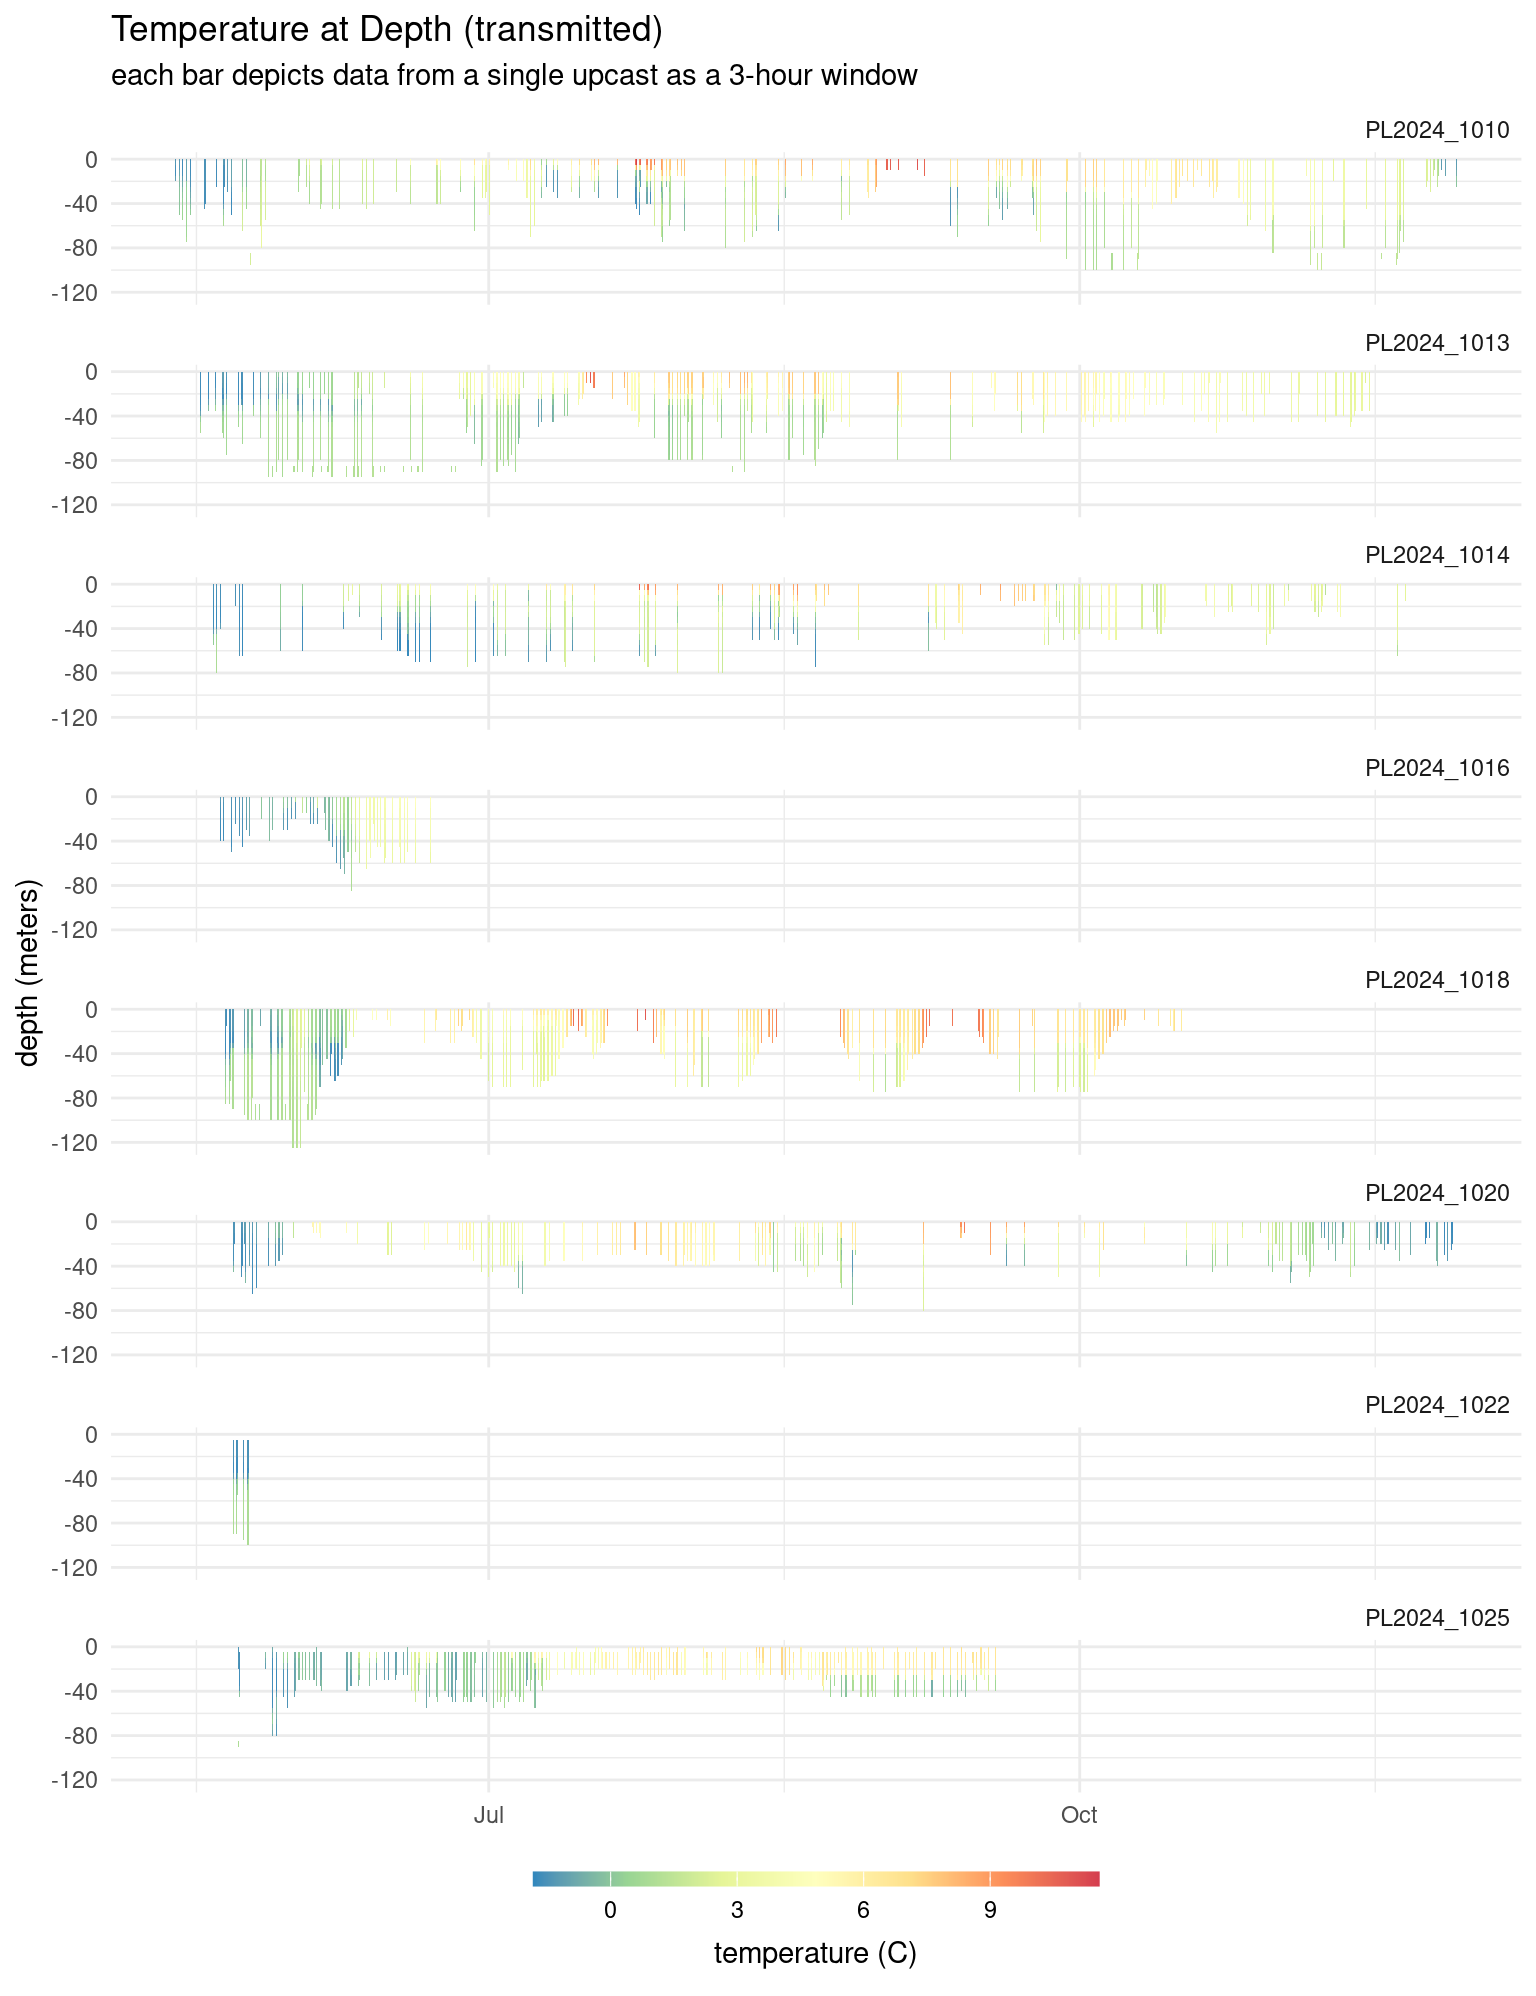 Temperature at Depth (transmitted)
each bar depicts data from a single upcast as a 3-hour window
PL2024_1010
0
-40
-80
-120
PL2024_1013
0
-40
-80
-120
PL2024_1014
0
-40
-80
-120
PL2024_1016
0
-40
-80
-120
depth (meters)
PL2024_1018
0
-40
-80
-120
PL2024_1020
0
-40
-80
-120
PL2024_1022
0
-40
-80
-120
PL2024_1025
0
-40
-80
-120
Jul Oct
0 3 6 9
temperature (C)